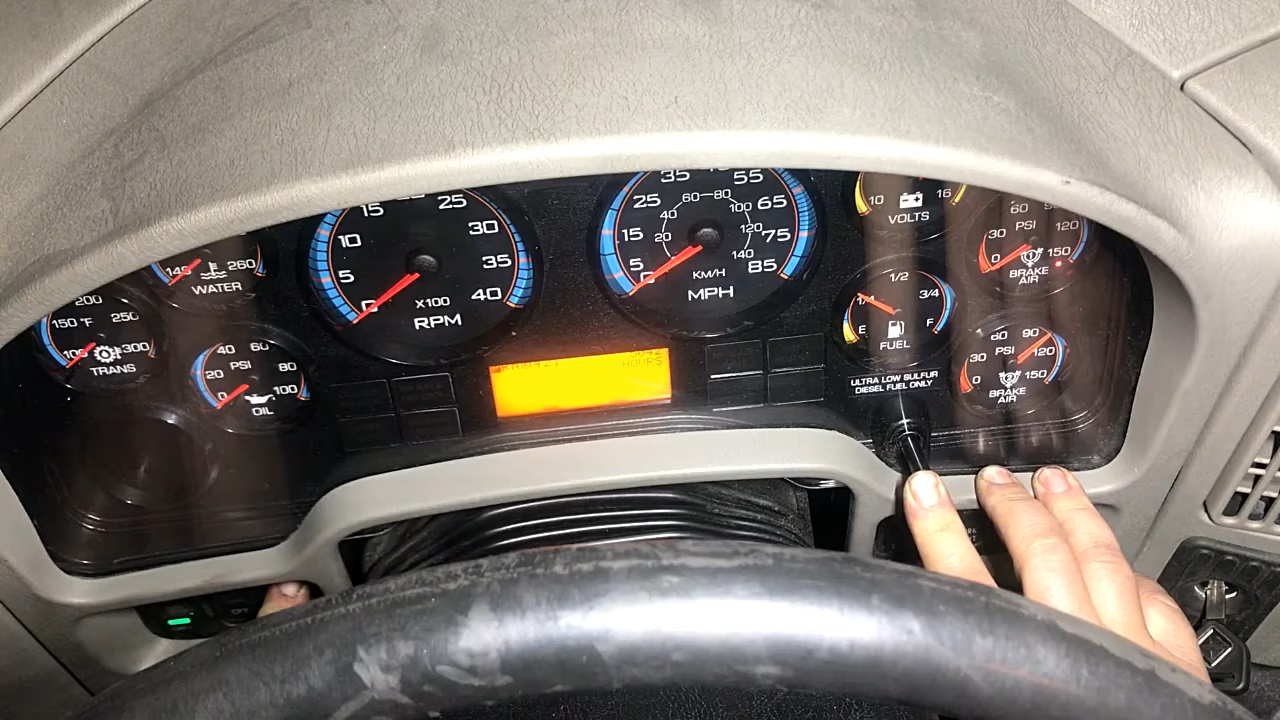 200
150 °F 250
100 300
TRANS
140 260
WATER
40 60
20 PSI 80
0 100
OIL
15 25
10 30
5 35
0 40
X100
RPM
35 55
25 65
15 75
5 85
0
60 80
40 100
20 120
140
KM/H
MPH
HOURS
10 16
VOLTS
1/2
1/4 3/4
E F
FUEL
ULTRA LOW SULFUR
DIESEL FUEL ONLY
60
30 PSI 120
0 150
1
BRAKE
AIR
60 90
30 PSI 120
0 150
2
BRAKE
AIR